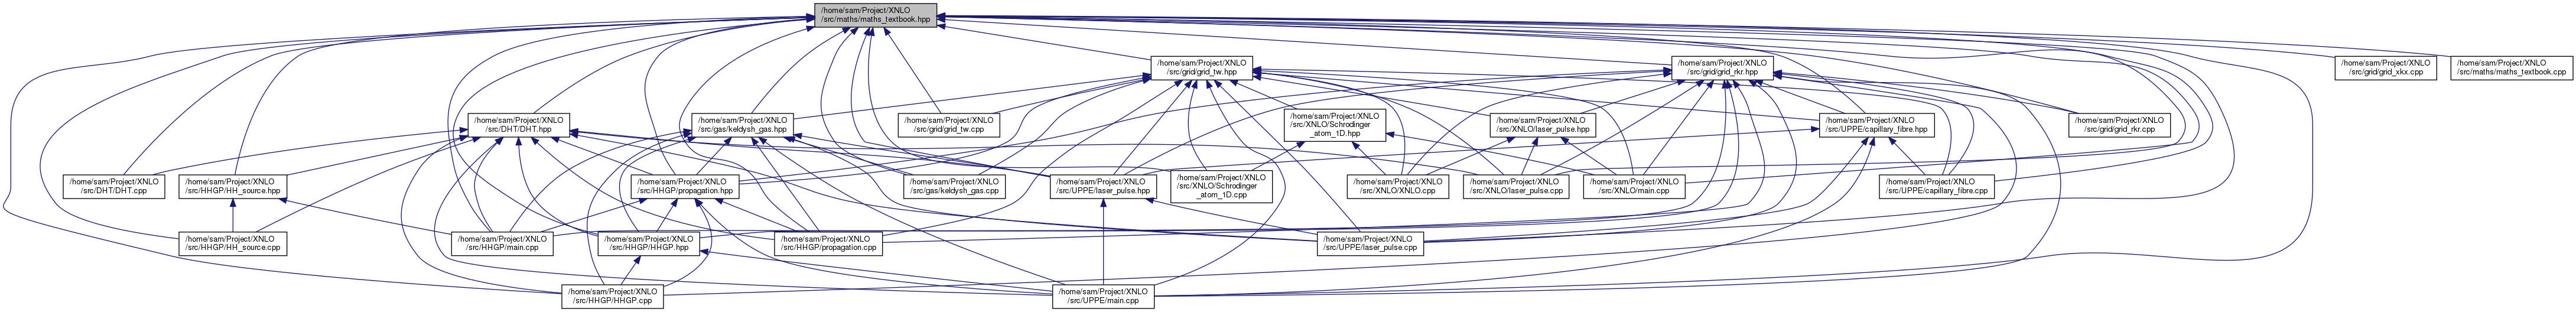 /home/sam/Project/XNLO
/src/maths/maths_textbook.hpp
/home/sam/Project/XNLO
/src/grid/grid_tw.hpp
/home/sam/Project/XNLO
/src/grid/grid_rkr.hpp
/home/sam/Project/XNLO
/src/grid/grid_xkx.cpp
/home/sam/Project/XNLO
/src/maths/maths_textbook.cpp
/home/sam/Project/XNLO
/src/DHT/DHT.hpp
/home/sam/Project/XNLO
/src/gas/keldysh_gas.hpp
/home/sam/Project/XNLO
/src/grid/grid_tw.cpp
/home/sam/Project/XNLO
/src/XNLO/Schrodinger
_atom_1D.hpp
/home/sam/Project/XNLO
/src/XNLO/laser_pulse.hpp
/home/sam/Project/XNLO
/src/UPPE/capillary_fibre.hpp
/home/sam/Project/XNLO
/src/grid/grid_rkr.cpp
/home/sam/Project/XNLO
/src/DHT/DHT.cpp
/home/sam/Project/XNLO
/src/HHGP/HH_source.hpp
/home/sam/Project/XNLO
/src/HHGP/propagation.hpp
/home/sam/Project/XNLO
/src/gas/keldysh_gas.cpp
/home/sam/Project/XNLO
/src/UPPE/laser_pulse.hpp
/home/sam/Project/XNLO
/src/XNLO/Schrodinger
_atom_1D.cpp
/home/sam/Project/XNLO
/src/XNLO/XNLO.cpp
/home/sam/Project/XNLO
/src/XNLO/laser_pulse.cpp
/home/sam/Project/XNLO
/src/XNLO/main.cpp
/home/sam/Project/XNLO
/src/UPPE/capillary_fibre.cpp
/home/sam/Project/XNLO
/src/HHGP/HH_source.cpp
/home/sam/Project/XNLO
/src/HHGP/main.cpp
/home/sam/Project/XNLO
/src/HHGP/HHGP.hpp
/home/sam/Project/XNLO
/src/HHGP/propagation.cpp
/home/sam/Project/XNLO
/src/UPPE/laser_pulse.cpp
/home/sam/Project/XNLO
/src/HHGP/HHGP.cpp
/home/sam/Project/XNLO
/src/UPPE/main.cpp